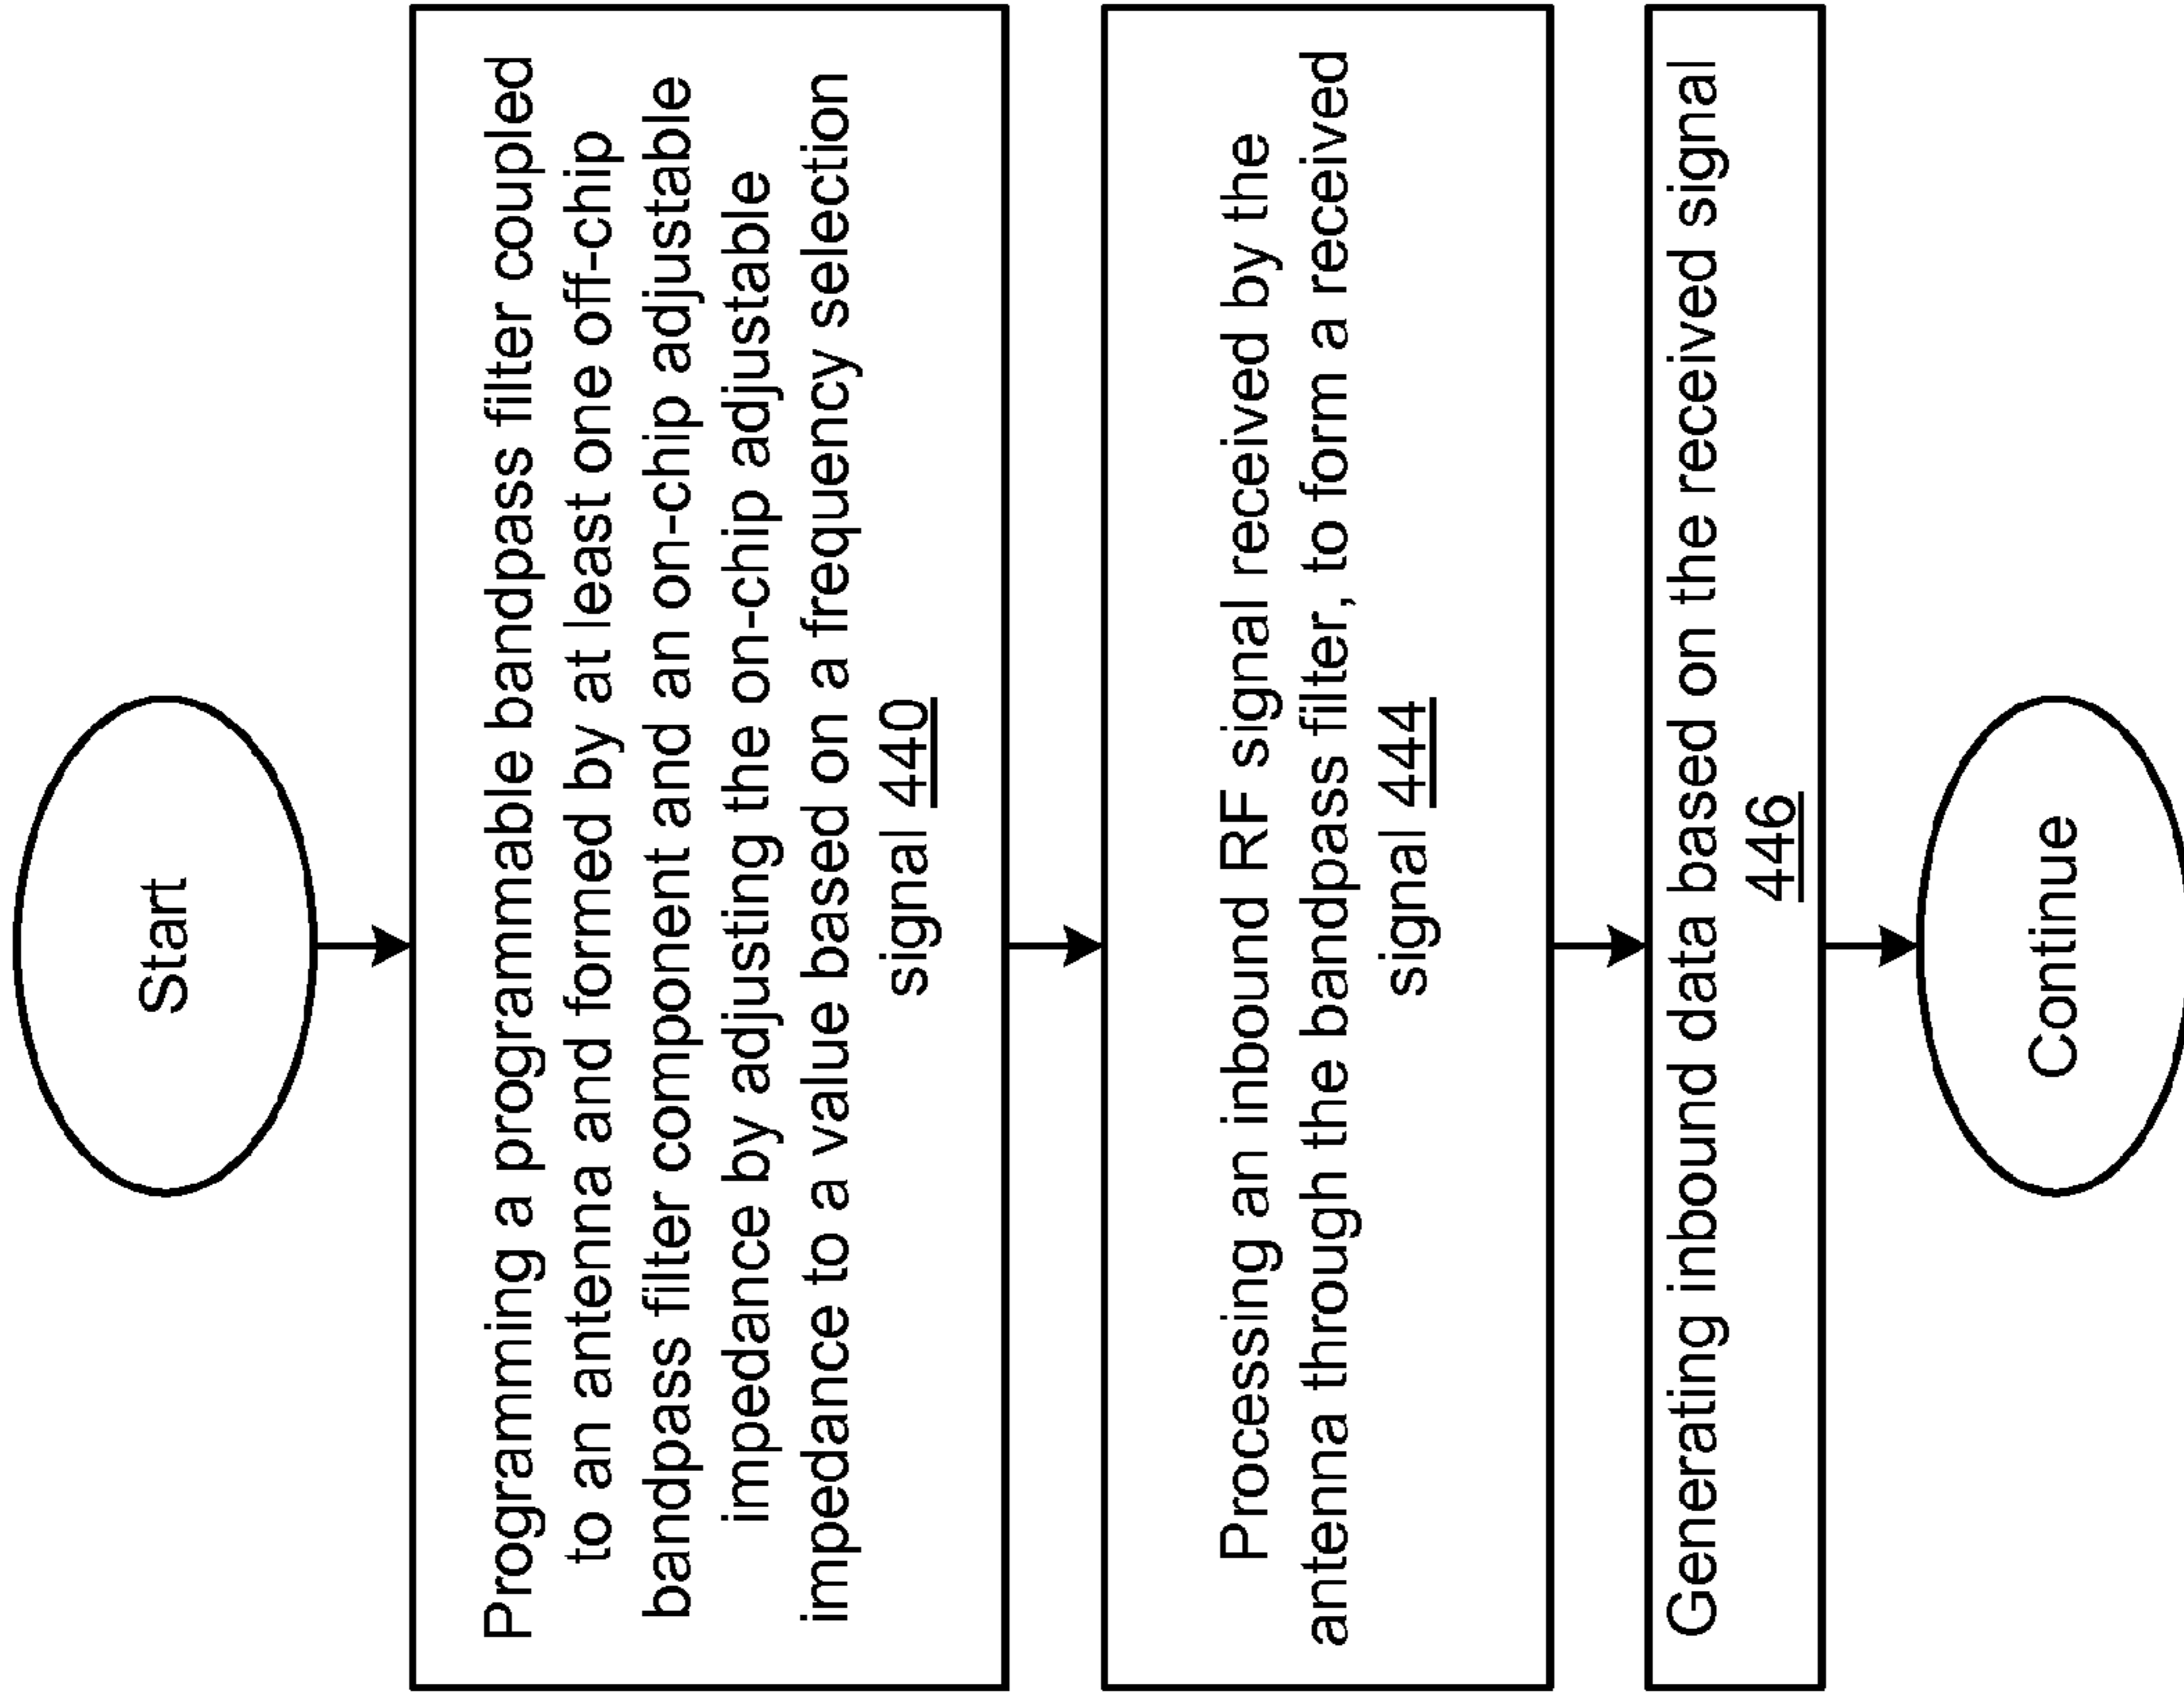 Start
Programming a programmable bandpass filter coupled
to an antenna and formed by at least one off-chip
bandpass filter component and an on-chip adjustable
impedance by adjusting the on-chip adjustable
impedance to a value based on a frequency selection
signal 440
Processing an inbound RF signal received by the
antenna through the bandpass filter, to form a received
signal 444
Generating inbound data based on the received signal
446
Continue